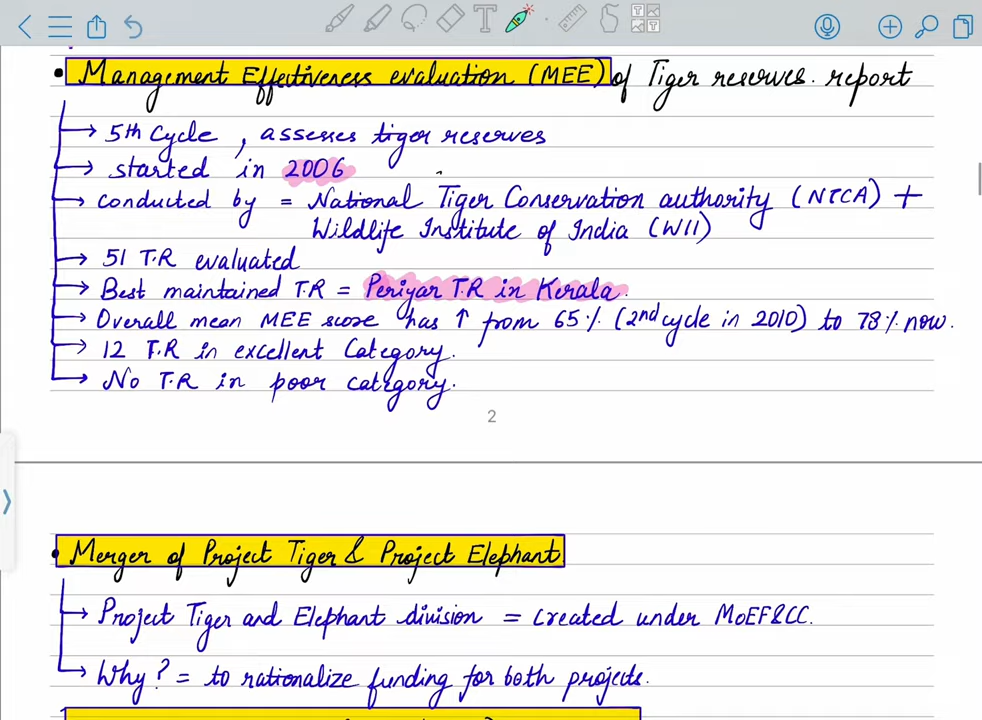 • Management Effectiveness evaluation (MEE) of Tiger reserves. report
→ 5th Cycle, assesses tiger reserves
→ started in 2006
→ conducted by = National Tiger Conservation authority (NTCA) +
Wildlife Institute of India (WII)
→ 51 T.R evaluated
→ Best maintained T.R = Periyar T.R in Kerala.
→ Overall mean MEE score has ↑ from 65% (2nd cycle in 2010) to 78% now.
→ 12 T.R in excellent Category.
→ No T.R in poor category.
2
• Merger of Project Tiger & Project Elephant
→ Project Tiger and Elephant division = created under MoEF&CC.
→ Why? = to rationalize funding for both projects.